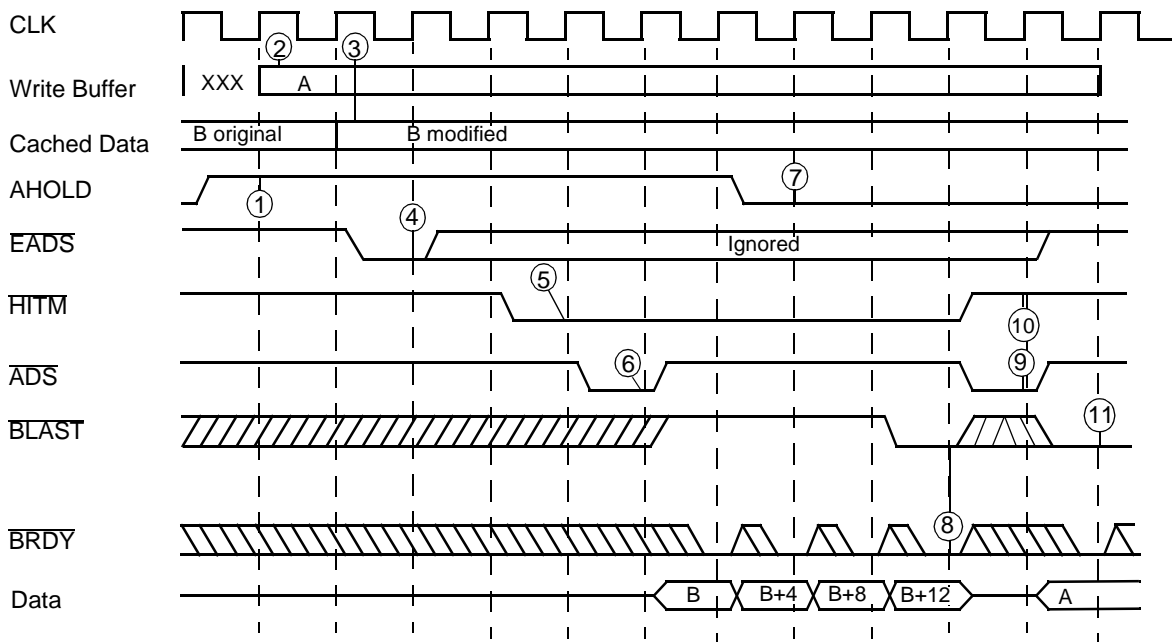 CLK
② ③
Write Buffer XXX A
Cached Data B original B modified
AHOLD ⑦
① ④
EADS Ignored
HITM ⑤
⑩
ADS ⑥ ⑨
BLAST ⑪
BRDY ⑧
Data B B+4 B+8 B+12 A